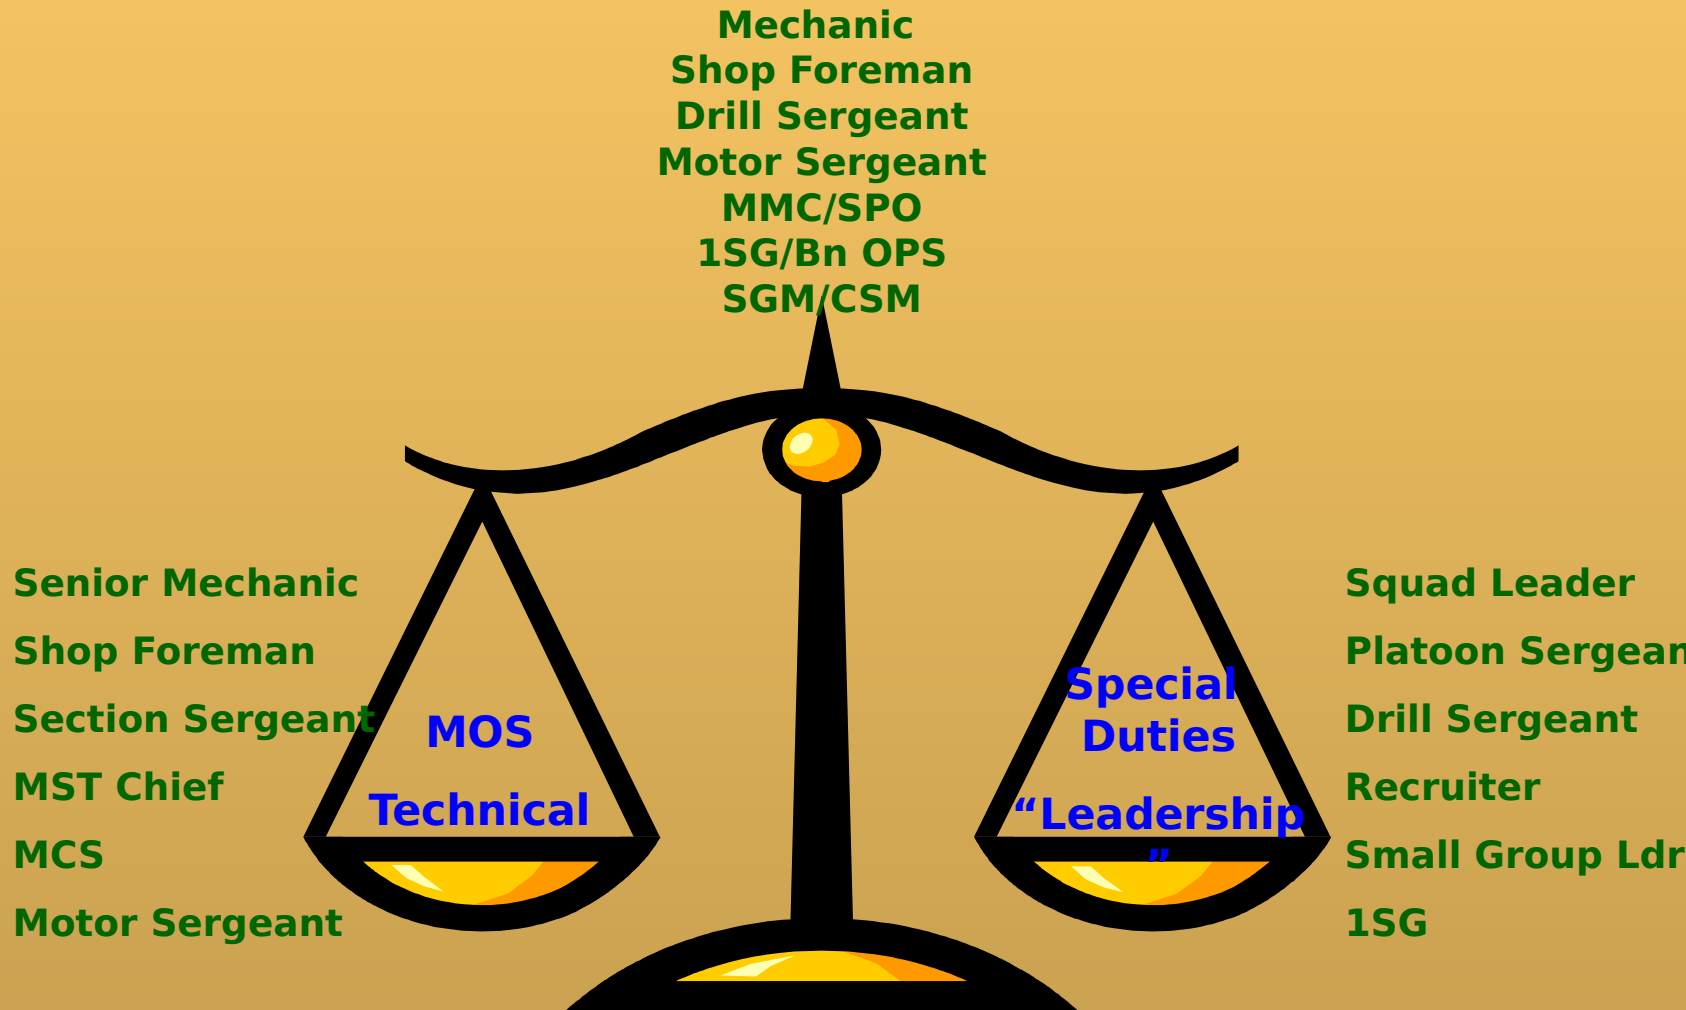 Mechanic
Shop Foreman
Drill Sergeant
Motor Sergeant
MMC/SPO
1SG/Bn OPS
SGM/CSM
Senior Mechanic
Shop Foreman
Section Sergeant
MST Chief
MCS
Motor Sergeant
MOS
Technical
Special
Duties
“Leadership
”
Squad Leader
Platoon Sergean
Drill Sergeant
Recruiter
Small Group Ldr
1SG